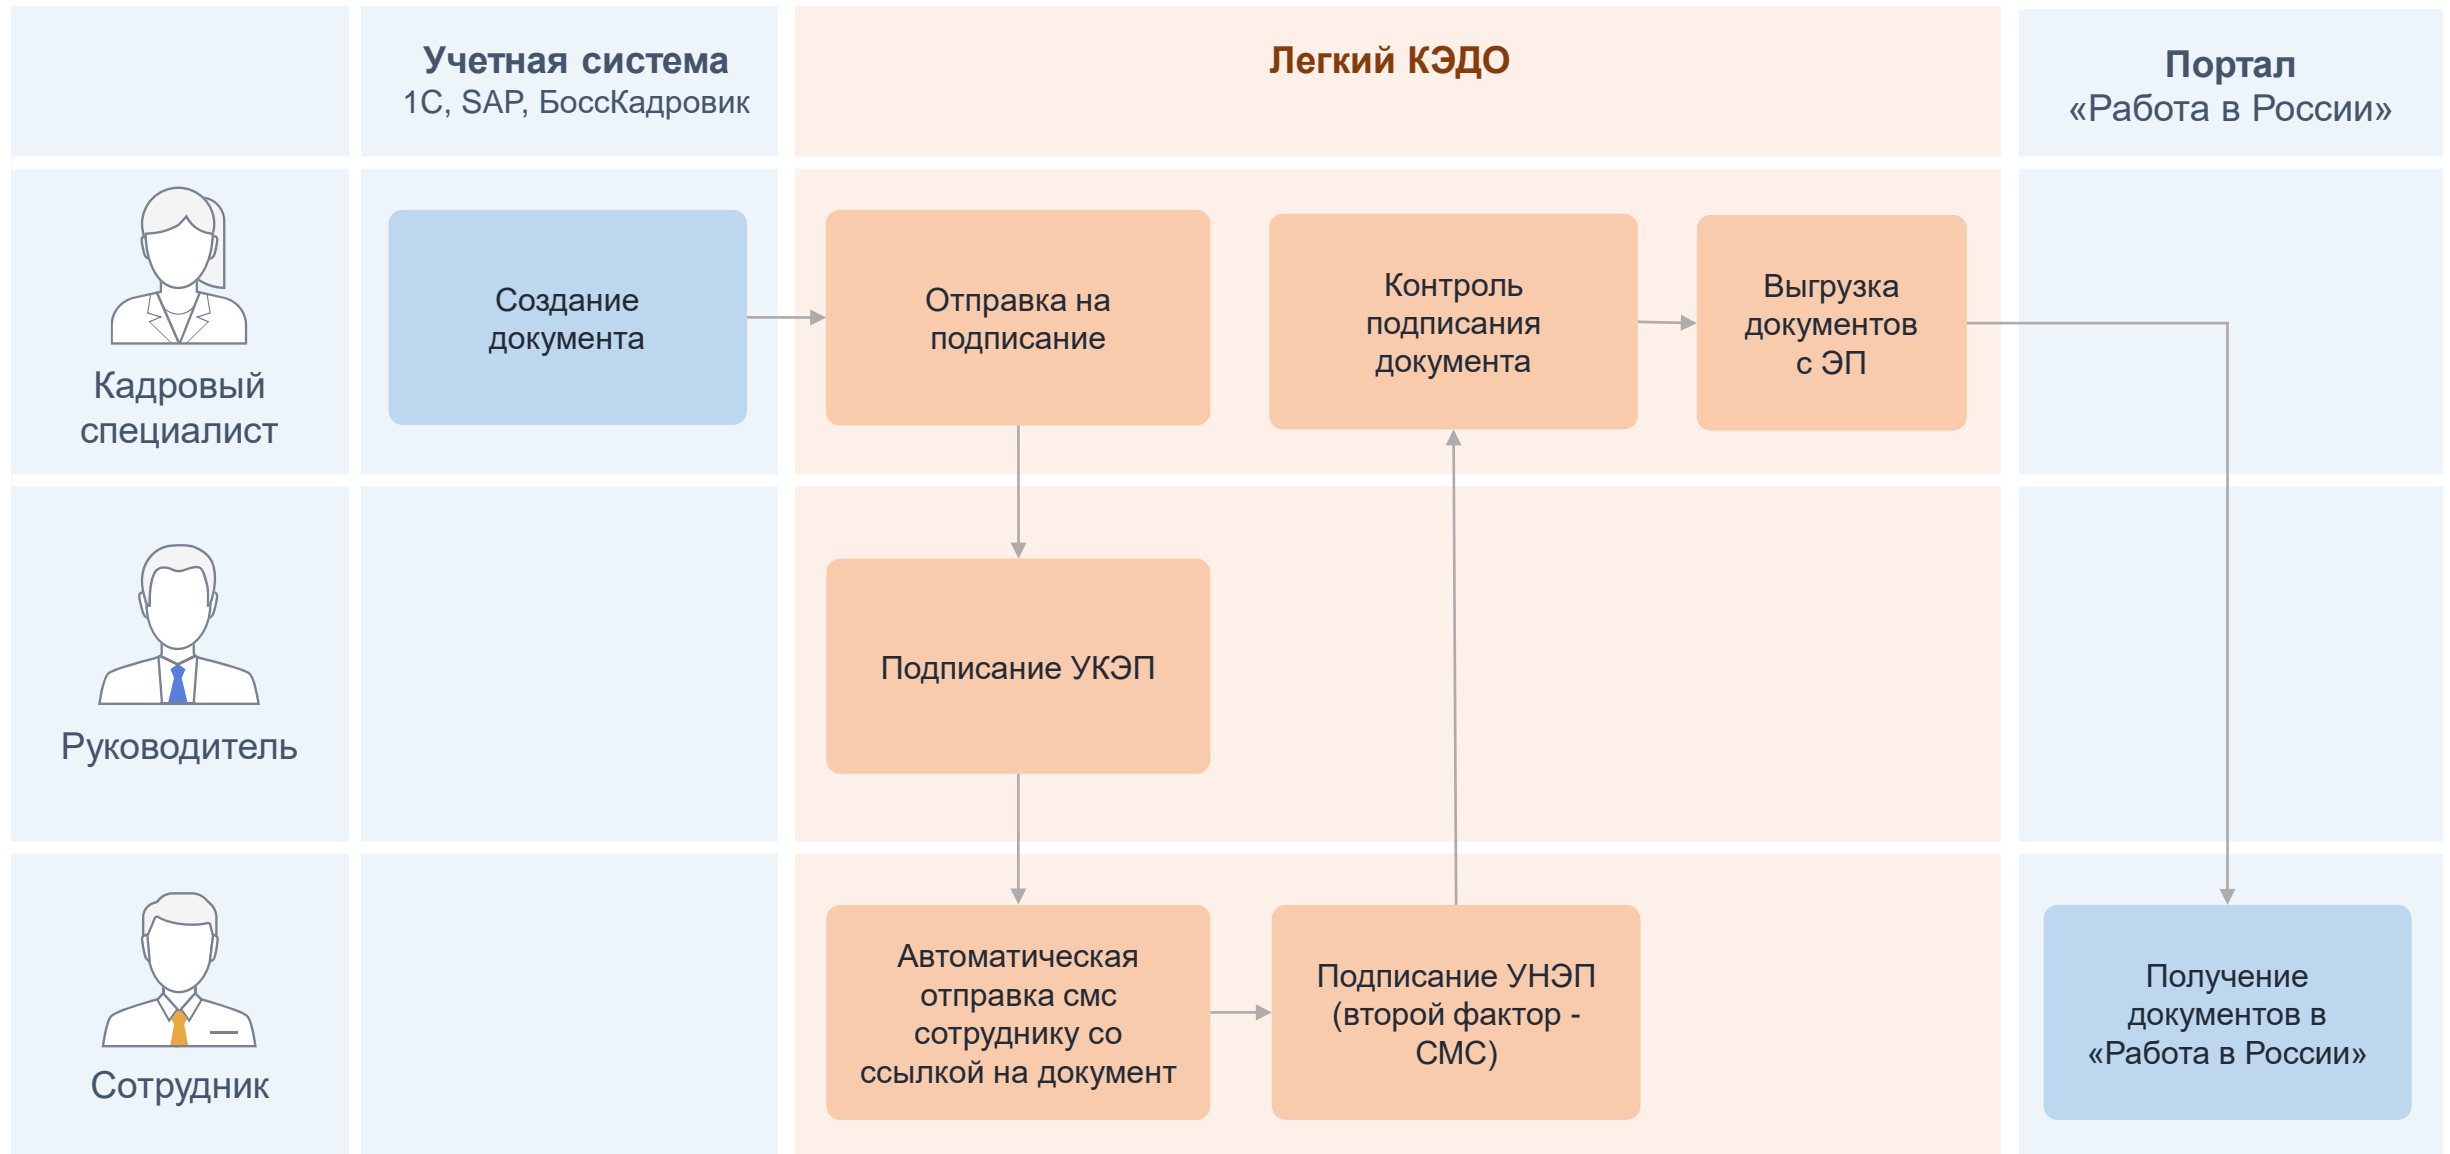 Учетная система
1С, SAP, БоссКадровик
Легкий КЭДО
Портал
«Работа в России»
Кадровый
специалист
Создание
документа
Отправка на
подписание
Контроль
подписания
документа
Выгрузка
документов
с ЭП
Руководитель
Подписание УКЭП
Сотрудник
Автоматическая
отправка смс
сотруднику со
ссылкой на документ
Подписание УНЭП
(второй фактор -
СМС)
Получение
документов в
«Работа в России»